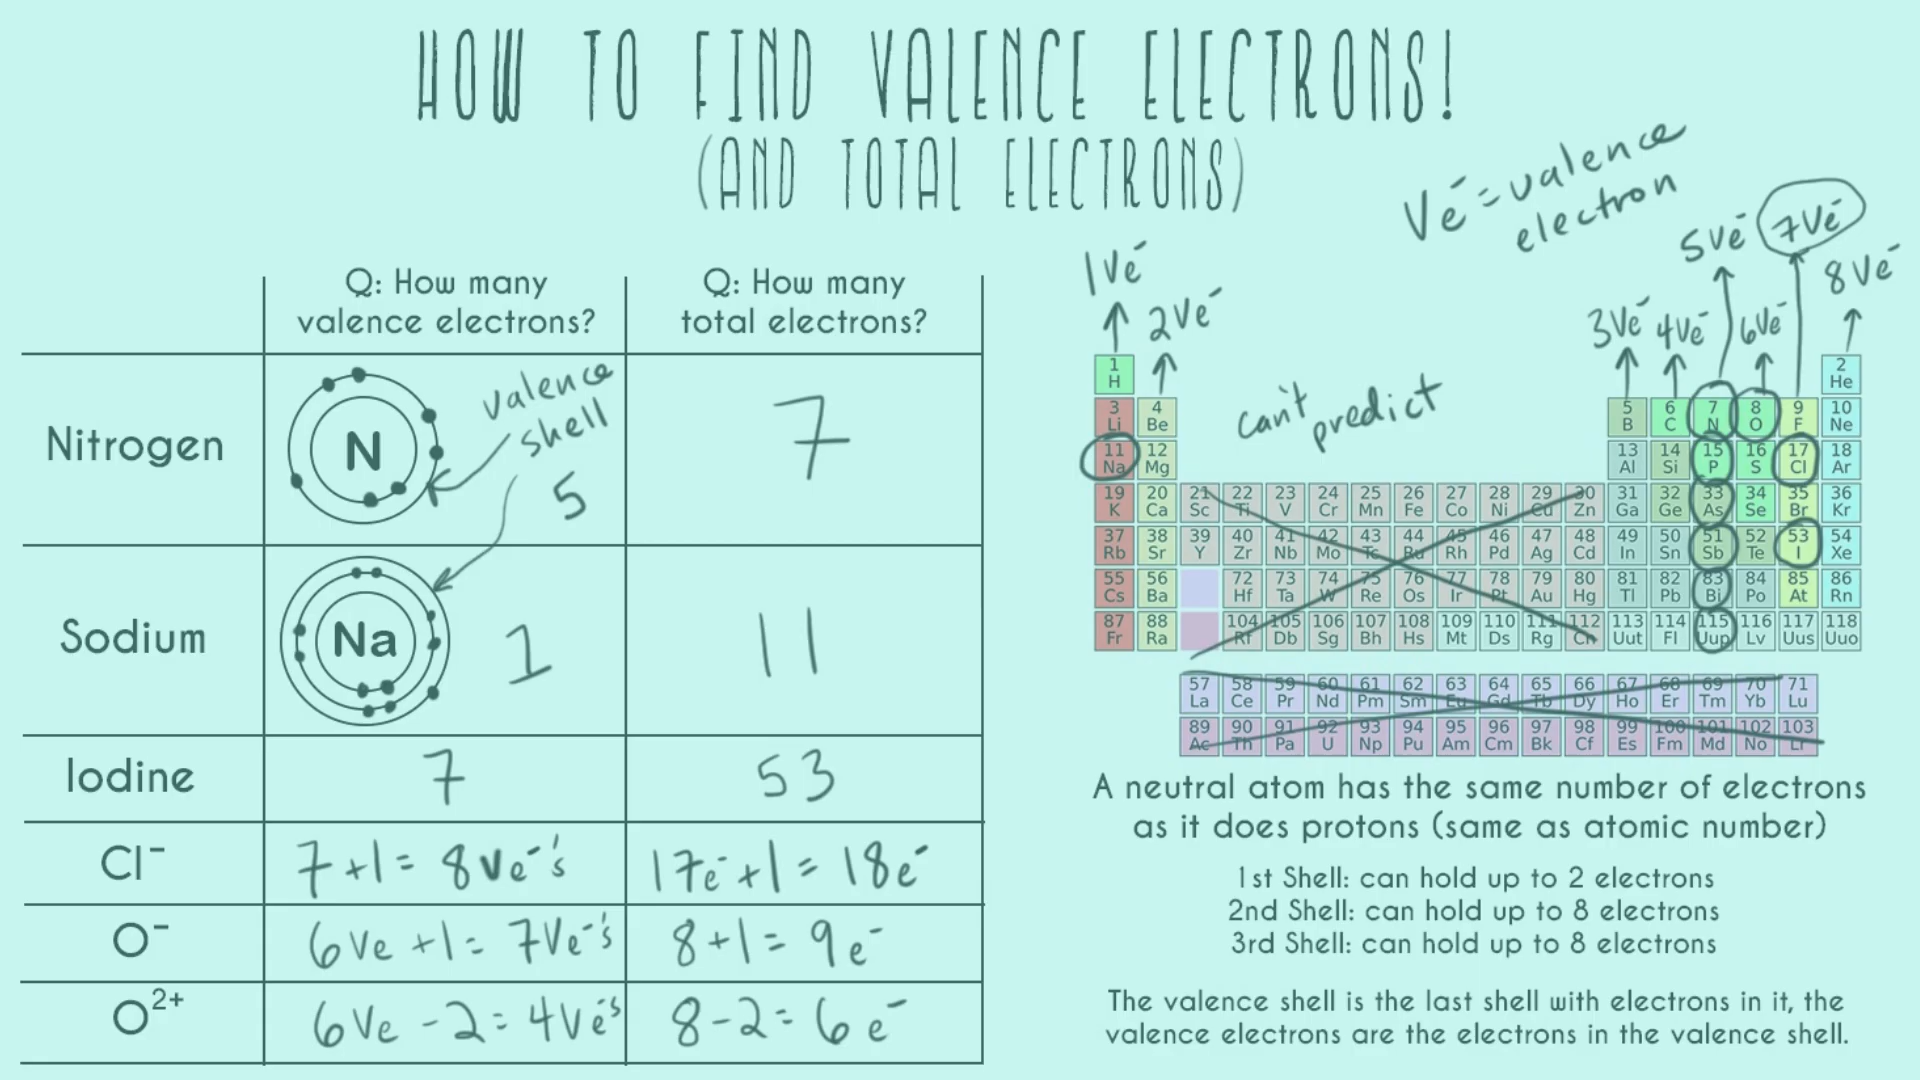 HOW TO FIND VALENCE ELECTRONS!
(AND TOTAL ELECTRONS)
Ve⁻ = valence
electron
Q: How many
valence electrons?
Q: How many
total electrons?
Nitrogen
N
valence
shell
5
7
Sodium
Na
1
11
Iodine
7
53
Cl⁻
7 +1 = 8 ve⁻'s
17e⁻ +1 = 18e⁻
O⁻
6Ve +1 = 7Ve⁻'s
8+1 = 9e⁻
O²⁺
6Ve -2 = 4Ve⁻'s
8-2 = 6e⁻
1Ve⁻
2Ve⁻
3Ve⁻
4Ve⁻
5Ve⁻
6Ve⁻
7Ve⁻
8Ve⁻
can't predict
1 2
H He
3 4 5 6 7 8 9 10
Li Be B C N O F Ne
11 12 13 14 15 16 17 18
Na Mg Al Si P S Cl Ar
19 20 21 22 23 24 25 26 27 28 29 30 31 32 33 34 35 36
K Ca Sc Ti V Cr Mn Fe Co Ni Cu Zn Ga Ge As Se Br Kr
37 38 39 40 41 42 43 44 45 46 47 48 49 50 51 52 53 54
Rb Sr Y Zr Nb Mo Tc Ru Rh Pd Ag Cd In Sn Sb Te I Xe
55 56 72 73 74 75 76 77 78 79 80 81 82 83 84 85 86
Cs Ba Hf Ta W Re Os Ir Pt Au Hg Tl Pb Bi Po At Rn
87 88 104 105 106 107 108 109 110 111 112 113 114 115 116 117 118
Fr Ra Rf Db Sg Bh Hs Mt Ds Rg Cn Uut Fl Uup Lv Uus Uuo
57 58 59 60 61 62 63 64 65 66 67 68 69 70 71
La Ce Pr Nd Pm Sm Eu Gd Tb Dy Ho Er Tm Yb Lu
89 90 91 92 93 94 95 96 97 98 99 100 101 102 103
Ac Th Pa U Np Pu Am Cm Bk Cf Es Fm Md No Lr
A neutral atom has the same number of electrons
as it does protons (same as atomic number)
1st Shell: can hold up to 2 electrons
2nd Shell: can hold up to 8 electrons
3rd Shell: can hold up to 8 electrons
The valence shell is the last shell with electrons in it, the
valence electrons are the electrons in the valence shell.